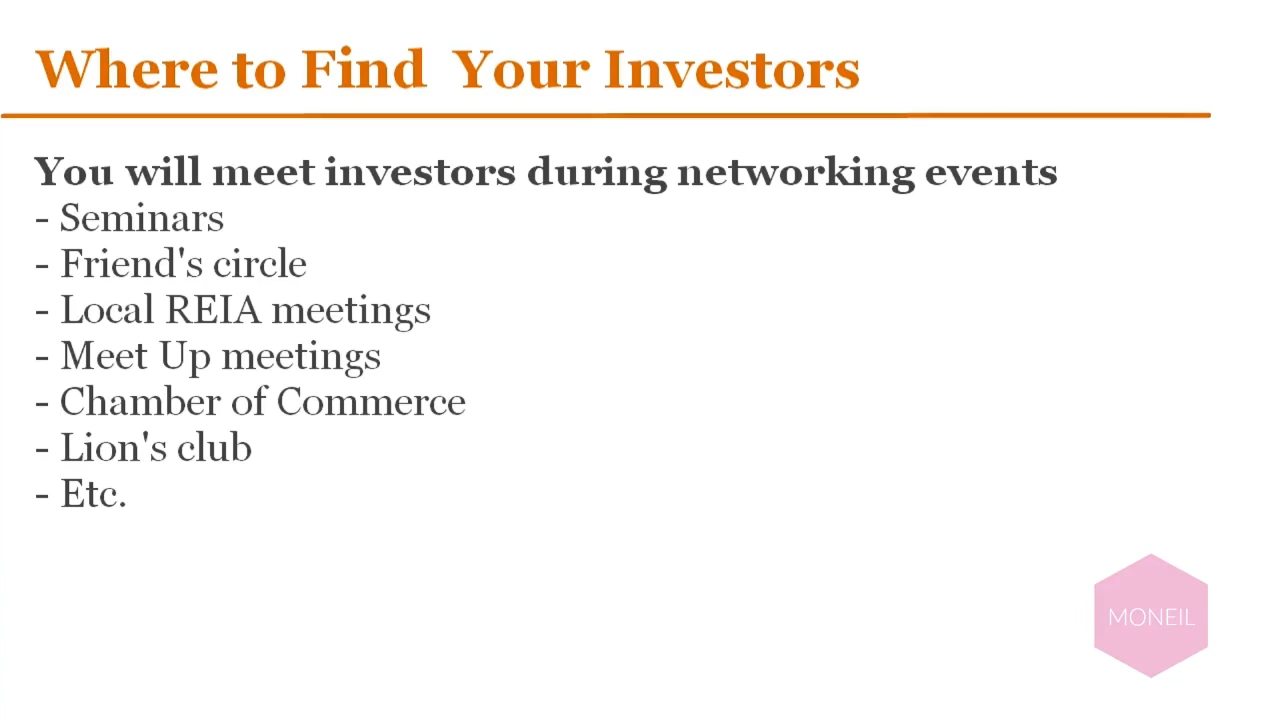 Where to Find Your Investors
You will meet investors during networking events
- Seminars
- Friend's circle
- Local REIA meetings
- Meet Up meetings
- Chamber of Commerce
- Lion's club
- Etc.
MONEIL